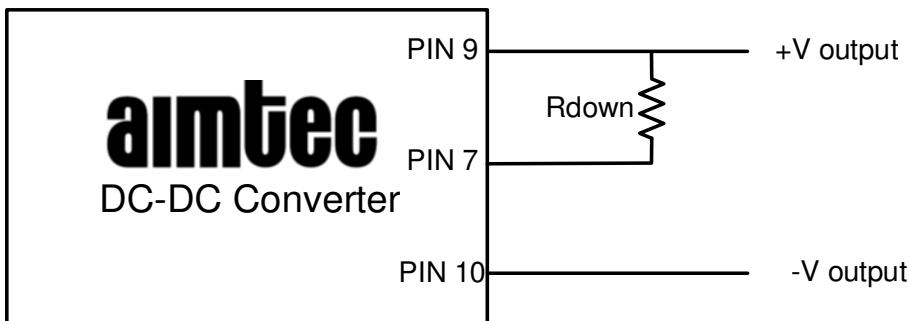 PIN 9
+V output
aimtec
Rdown
PIN 7
DC-DC Converter
PIN 10
-V output